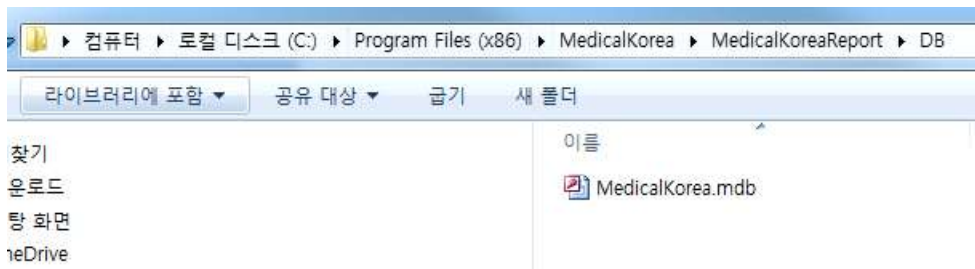 컴퓨터 ▸ 로컬 디스크 (C:) ▸ Program Files (x86) ▸ MedicalKorea ▸ MedicalKoreaReport ▸ DB
라이브러리에 포함 ▼ 공유 대상 ▼ 굽기 새 폴더
이름
찾기
MedicalKorea.mdb
운로드
탕 화면
neDrive